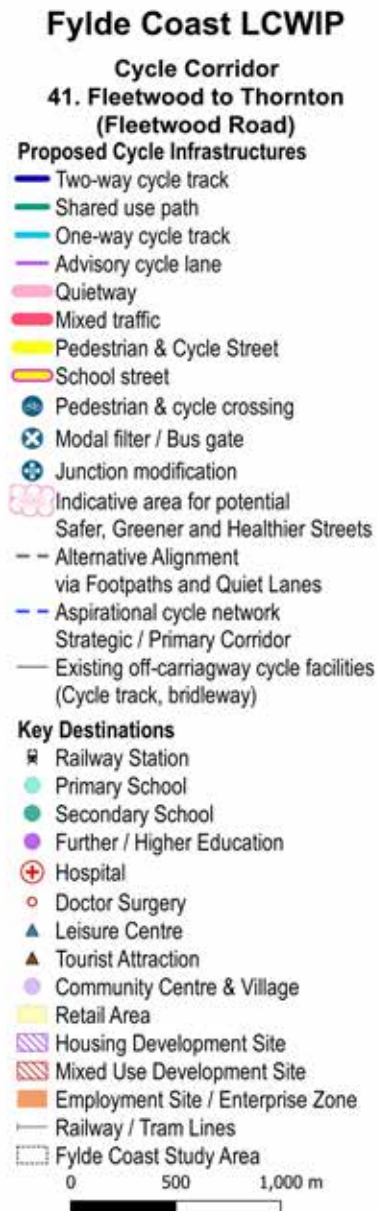 Fylde Coast LCWIP
Cycle Corridor
41. Fleetwood to Thornton
(Fleetwood Road)
Proposed Cycle Infrastructures
Two-way cycle track
Shared use path
One-way cycle track
Advisory cycle lane
Quietway
Mixed traffic
Pedestrian & Cycle Street
School street
Pedestrian & cycle crossing
Modal filter / Bus gate
Junction modification
Indicative area for potential
Safer, Greener and Healthier Streets
Alternative Alignment
via Footpaths and Quiet Lanes
Aspirational cycle network
Strategic / Primary Corridor
Existing off-carriagway cycle facilities
(Cycle track, bridleway)
Key Destinations
Railway Station
Primary School
Secondary School
Further / Higher Education
Hospital
Doctor Surgery
Leisure Centre
Tourist Attraction
Community Centre & Village
Retail Area
Housing Development Site
Mixed Use Development Site
Employment Site / Enterprise Zone
Railway / Tram Lines
Fylde Coast Study Area
0 500 1,000 m